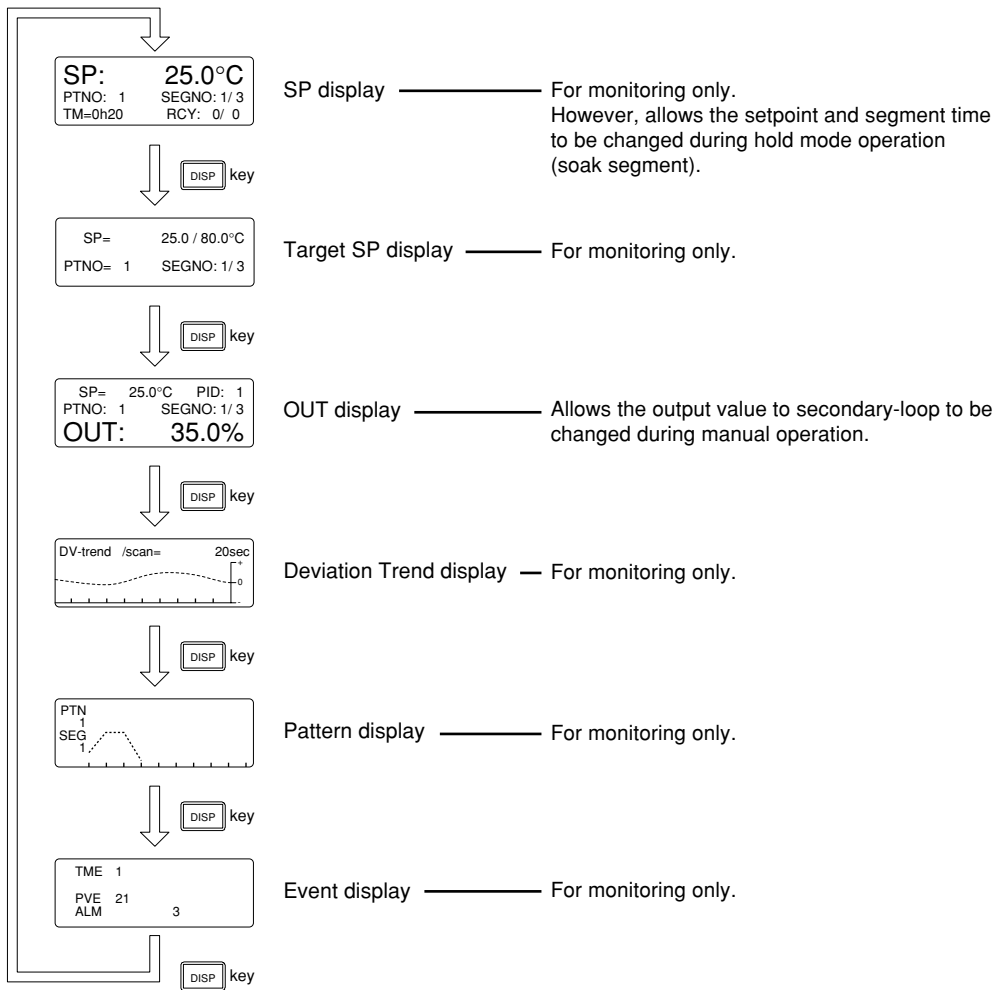 SP: 25.0°C
PTNO: 1 SEGNO: 1/ 3
TM=0h20 RCY: 0/ 0
SP display
For monitoring only.
However, allows the setpoint and segment time
to be changed during hold mode operation
(soak segment).
DISP key
SP= 25.0 / 80.0°C
PTNO= 1 SEGNO: 1/ 3
Target SP display
For monitoring only.
DISP key
SP= 25.0°C PID: 1
PTNO: 1 SEGNO: 1/ 3
OUT: 35.0%
OUT display
Allows the output value to secondary-loop to be
changed during manual operation.
DISP key
DV-trend /scan= 20sec
+
0
-
Deviation Trend display
For monitoring only.
DISP key
PTN
1
SEG
1
Pattern display
For monitoring only.
DISP key
TME 1
PVE 21
ALM 3
Event display
For monitoring only.
DISP key